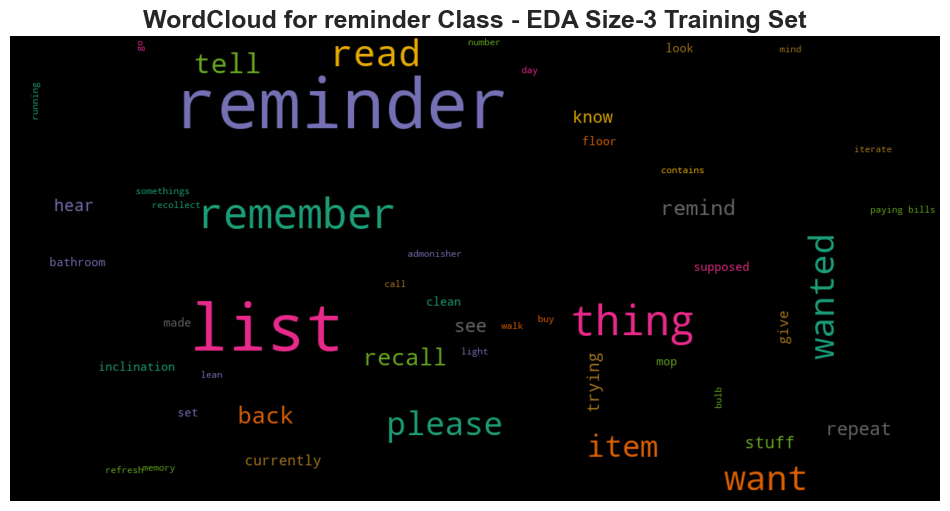 WordCloud for reminder Class - EDA Size-3 Training Set
go
number
read
look
mind
tell
day
reminder
running
know
floor
iterate
contains
somethings
recollect
hear
remember
remind
paying bills
admonisher
bathroom
supposed
wanted
call
clean
list
made
see
walk
buy
thing
give
light
recall
trying
mop
inclination
lean
bulb
set
back
please
repeat
item
stuff
currently
refresh
memory
want